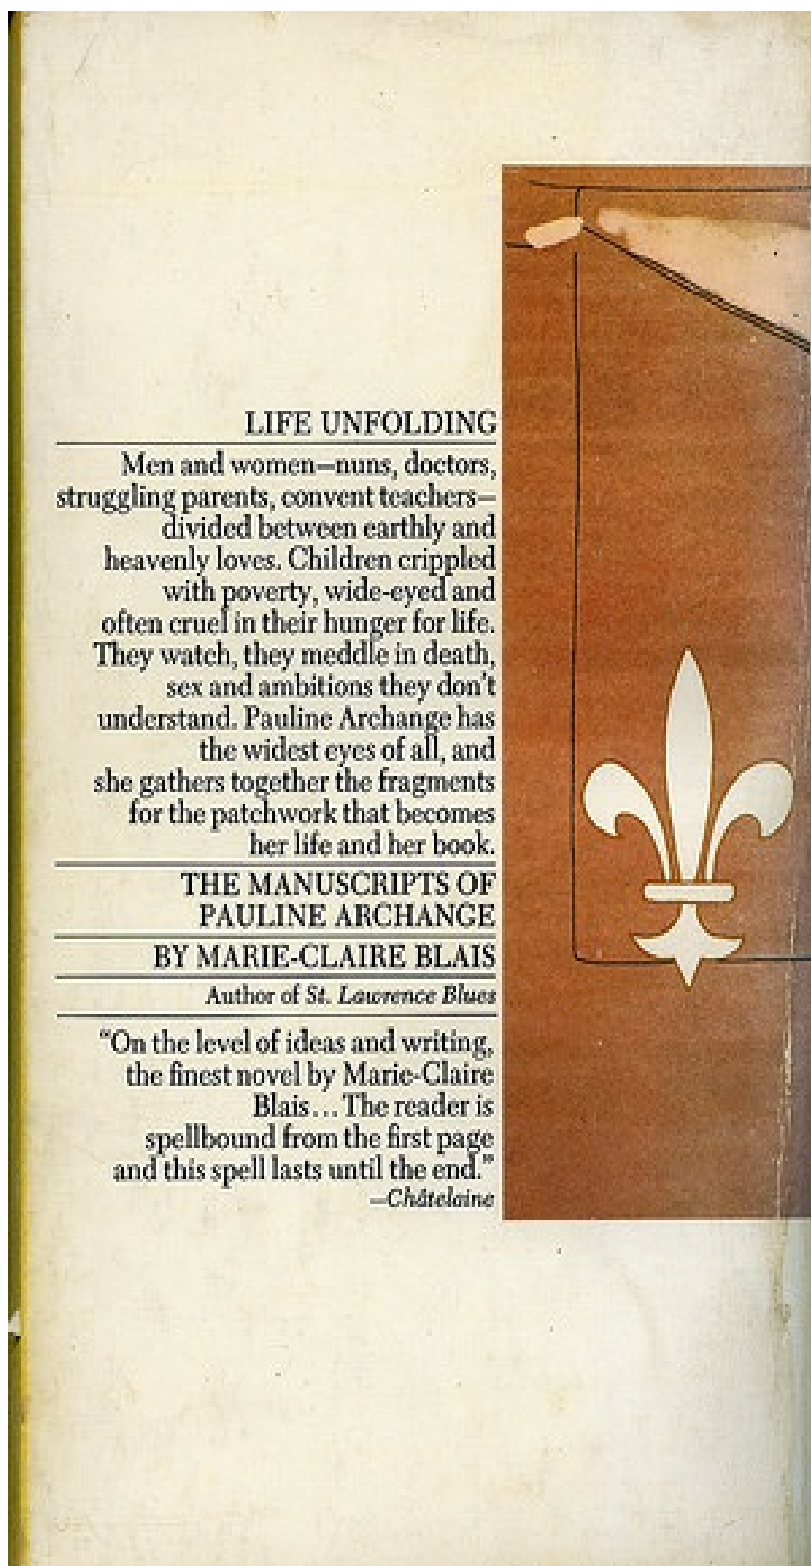 LIFE UNFOLDING
Men and women—nuns, doctors,
struggling parents, convent teachers—
divided between earthly and
heavenly loves. Children crippled
with poverty, wide-eyed and
often cruel in their hunger for life.
They watch, they meddle in death,
sex and ambitions they don't
understand. Pauline Archange has
the widest eyes of all, and
she gathers together the fragments
for the patchwork that becomes
her life and her book.
THE MANUSCRIPTS OF
PAULINE ARCHANGE
BY MARIE-CLAIRE BLAIS
Author of St. Lawrence Blues
“On the level of ideas and writing,
the finest novel by Marie-Claire
Blais...The reader is
spellbound from the first page
and this spell lasts until the end.”
—Châtelaine